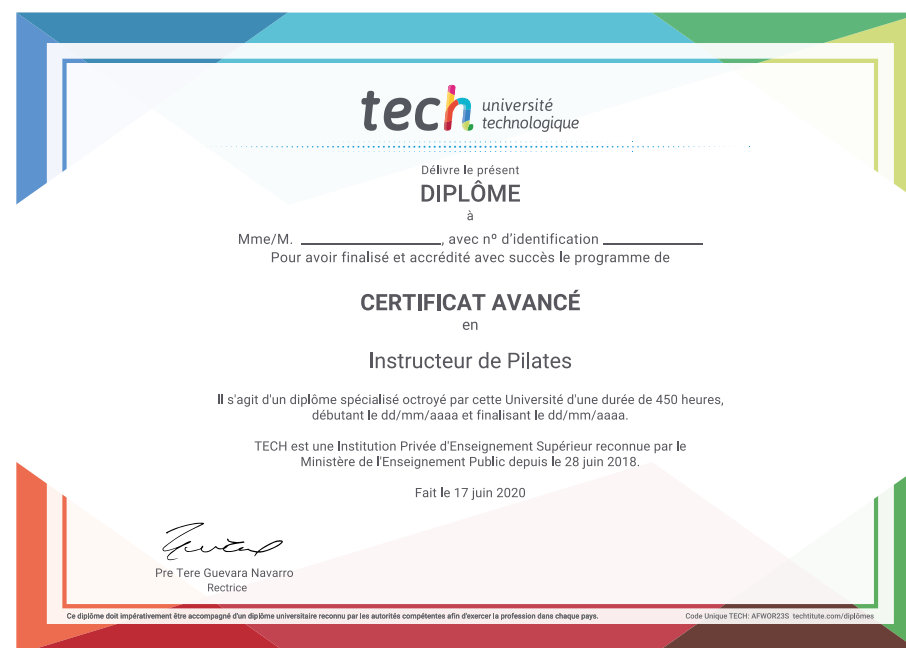 tech université
technologique
Délivre le présent
DIPLÔME
à
Mme/M. ____________________, avec nº d'identification ______________
Pour avoir finalisé et accrédité avec succès le programme de
CERTIFICAT AVANCÉ
en
Instructeur de Pilates
Il s'agit d'un diplôme spécialisé octroyé par cette Université d'une durée de 450 heures,
débutant le dd/mm/aaaa et finalisant le dd/mm/aaaa.
TECH est une Institution Privée d'Enseignement Supérieur reconnue par le
Ministère de l'Enseignement Public depuis le 28 juin 2018.
Fait le 17 juin 2020
Pre Tere Guevara Navarro
Rectrice
Ce diplôme doit impérativement être accompagné d'un diplôme universitaire reconnu par les autorités compétentes afin d'exercer la profession dans chaque pays.
Code Unique TECH: AFWOR23S techtitute.com/diplômes